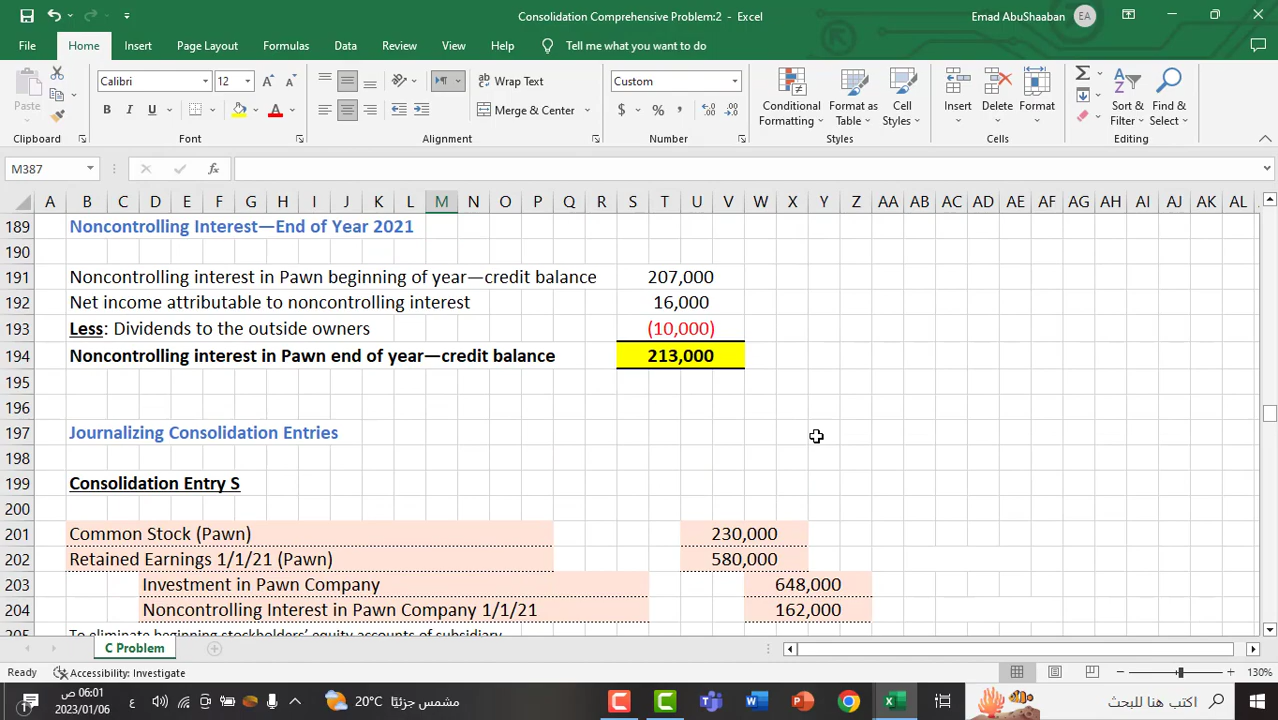 Consolidation Comprehensive Problem:2 - Excel
Emad AbuShaaban EA
File Home Insert Page Layout Formulas Data Review View Help Tell me what you want to do
Paste
Calibri 12
B I U
A
Wrap Text
Merge & Center
Custom
$ % ,
Conditional Formatting
Format as Table
Cell Styles
Insert Delete Format
Sort & Filter
Find & Select
Clipboard Font Alignment Number Styles Cells Editing
M387 fx
A B C D E F G H I J K L M N O P Q R S T U V W X Y Z AA AB AC AD AE AF AG AH AI AJ AK AL
189 Noncontrolling Interest—End of Year 2021
190
191 Noncontrolling interest in Pawn beginning of year—credit balance 207,000
192 Net income attributable to noncontrolling interest 16,000
193 Less: Dividends to the outside owners (10,000)
194 Noncontrolling interest in Pawn end of year—credit balance 213,000
195
196
197 Journalizing Consolidation Entries
198
199 Consolidation Entry S
200
201 Common Stock (Pawn) 230,000
202 Retained Earnings 1/1/21 (Pawn) 580,000
203 Investment in Pawn Company 648,000
204 Noncontrolling Interest in Pawn Company 1/1/21 162,000
205 To eliminate beginning stockholders' equity accounts of subsidiary
C Problem
Ready Accessibility: Investigate 130%
06:01 ص
2023/01/06
ع
20°C مشمس جزئيًا
اكتب هنا للبحث